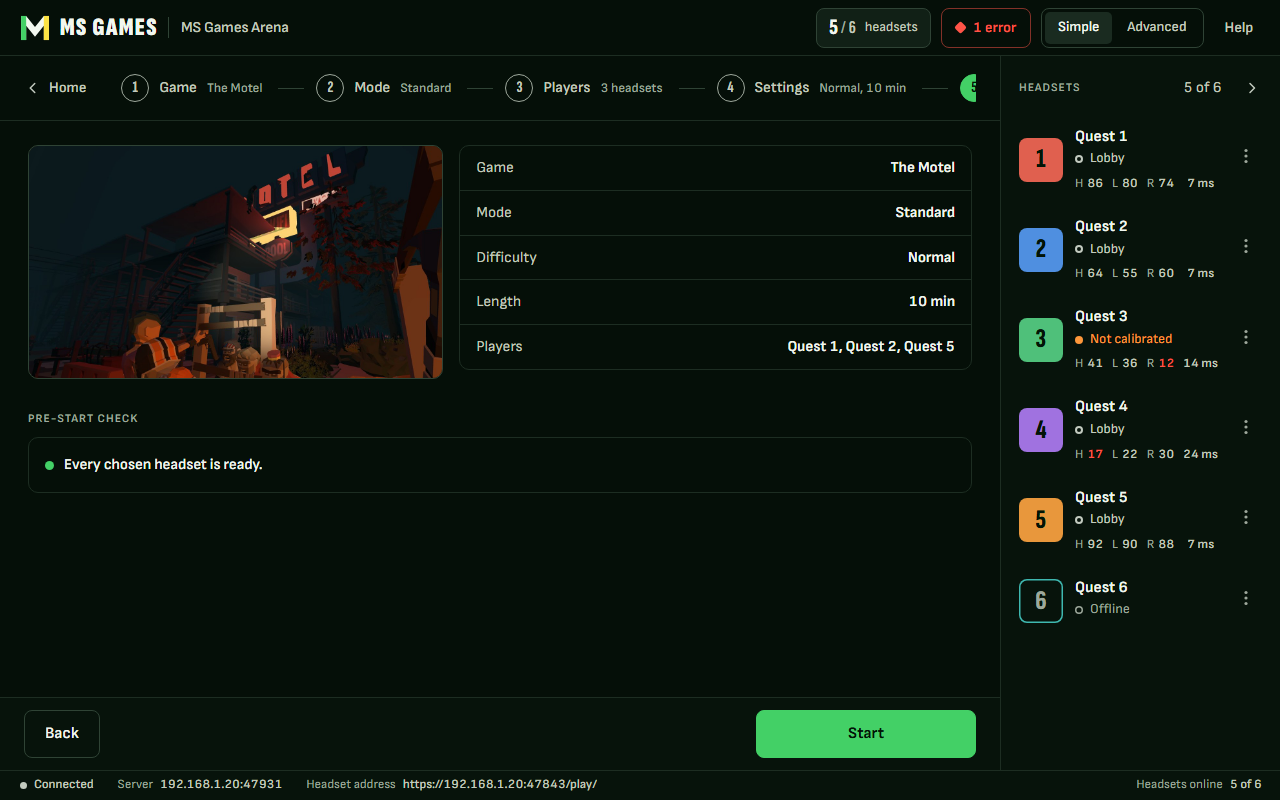 MS GAMES
MS Games Arena
5 / 6 headsets
1 error
Simple
Advanced
Help
Home
1 Game The Motel
2 Mode Standard
3 Players 3 headsets
4 Settings Normal, 10 min
HEADSETS
5 of 6
Game The Motel
Mode Standard
Difficulty Normal
Length 10 min
Players Quest 1, Quest 2, Quest 5
PRE-START CHECK
Every chosen headset is ready.
1
Quest 1
Lobby
H 86 L 80 R 74 7 ms
2
Quest 2
Lobby
H 64 L 55 R 60 7 ms
3
Quest 3
Not calibrated
H 41 L 36 R 12 14 ms
4
Quest 4
Lobby
H 17 L 22 R 30 24 ms
5
Quest 5
Lobby
H 92 L 90 R 88 7 ms
6
Quest 6
Offline
Back
Start
Connected
Server 192.168.1.20:47931
Headset address https://192.168.1.20:47843/play/
Headsets online 5 of 6